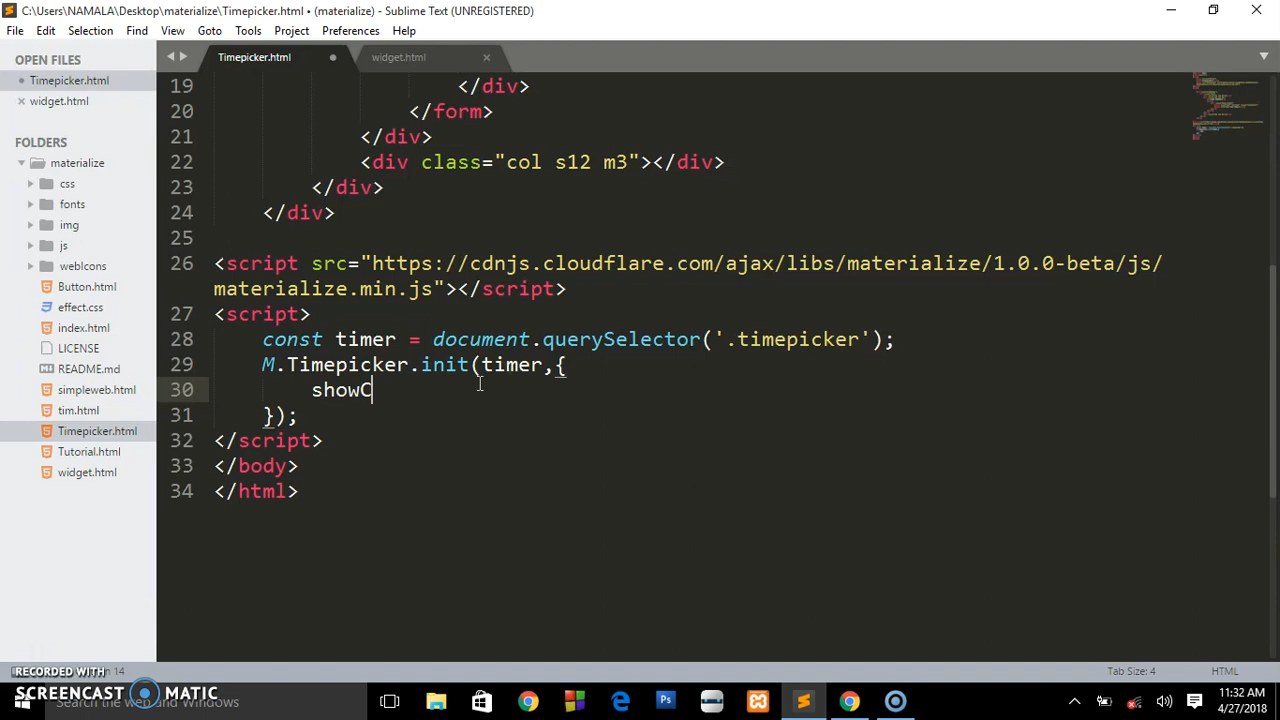 C:\Users\NAMALA\Desktop\materialize\Timepicker.html • (materialize) - Sublime Text (UNREGISTERED)
File Edit Selection Find View Goto Tools Project Preferences Help
OPEN FILES
Timepicker.html
widget.html
FOLDERS
materialize
css
fonts
img
js
webIcons
Button.html
effect.css
index.html
LICENSE
README.md
simpleweb.html
tim.html
Timepicker.html
Tutorial.html
widget.html
Timepicker.html widget.html
19 </div>
20 </form>
21 </div>
22 <div class="col s12 m3"></div>
23 </div>
24 </div>
25
26 <script src="https://cdnjs.cloudflare.com/ajax/libs/materialize/1.0.0-beta/js/
materialize.min.js"></script>
27 <script>
28 const timer = document.querySelector('.timepicker');
29 M.Timepicker.init(timer,{
30 showC
31 });
32 </script>
33 </body>
34 </html>
14 Tab Size: 4 HTML
RECORDED WITH
SCREENCAST MATIC
Search the web and Windows
11:32 AM
4/27/2018